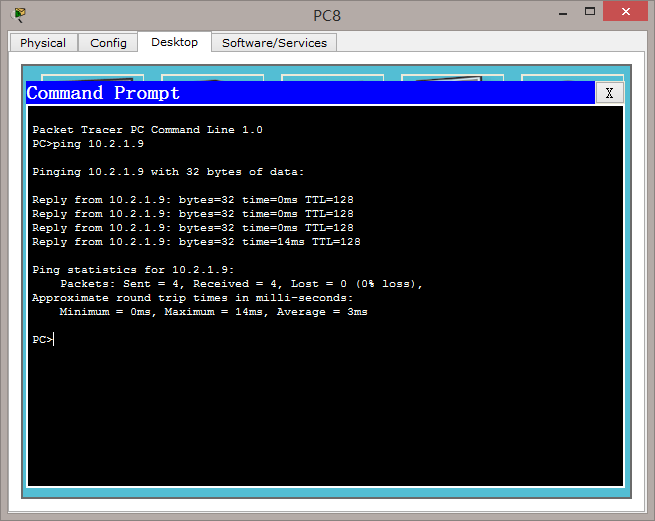 PC8
Physical Config Desktop Software/Services
Command Prompt X
Packet Tracer PC Command Line 1.0
PC>ping 10.2.1.9
Pinging 10.2.1.9 with 32 bytes of data:
Reply from 10.2.1.9: bytes=32 time=0ms TTL=128
Reply from 10.2.1.9: bytes=32 time=0ms TTL=128
Reply from 10.2.1.9: bytes=32 time=0ms TTL=128
Reply from 10.2.1.9: bytes=32 time=14ms TTL=128
Ping statistics for 10.2.1.9:
Packets: Sent = 4, Received = 4, Lost = 0 (0% loss),
Approximate round trip times in milli-seconds:
Minimum = 0ms, Maximum = 14ms, Average = 3ms
PC>